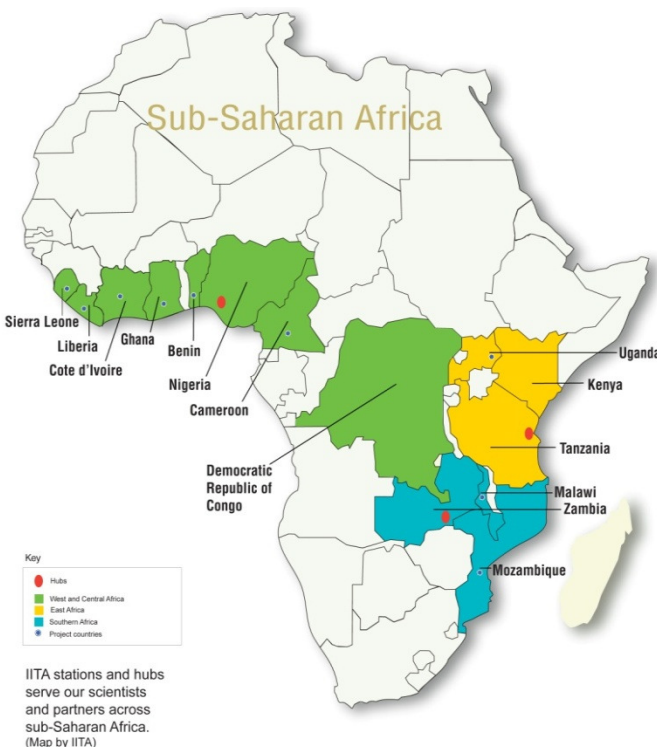 Sub-Saharan Africa
Sierra Leone
Liberia
Cote d'Ivoire
Ghana
Benin
Nigeria
Cameroon
Democratic
Republic of
Congo
Uganda
Kenya
Tanzania
Malawi
Zambia
Mozambique
Key
Hubs
West and Central Africa
East Africa
Southern Africa
Project countries
IITA stations and hubs
serve our scientists
and partners across
sub-Saharan Africa.
(Map by IITA)